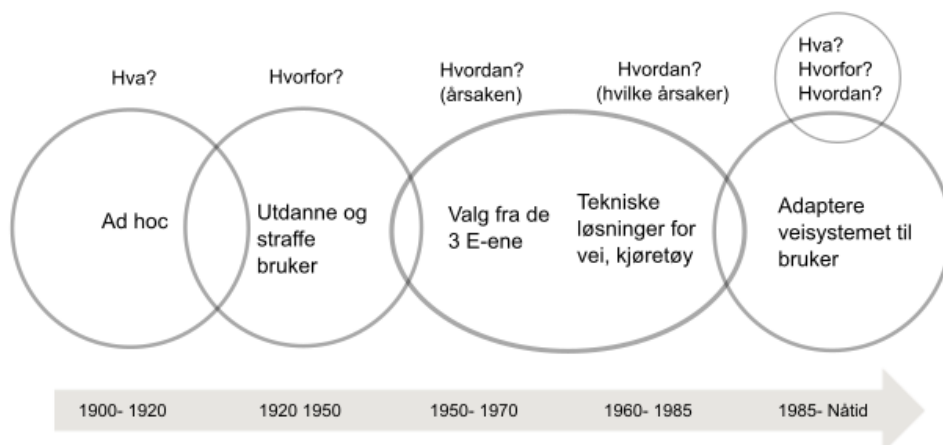 Hva?
Hvorfor?
Hvordan?
(årsaken)
Hvordan?
(hvilke årsaker)
Hva?
Hvorfor?
Hvordan?
Ad hoc
Utdanne og
straffe
bruker
Valg fra de
3 E-ene
Tekniske
løsninger for
vei, kjøretøy
Adaptere
veisystemet til
bruker
1900- 1920
1920 1950
1950- 1970
1960- 1985
1985- Nåtid